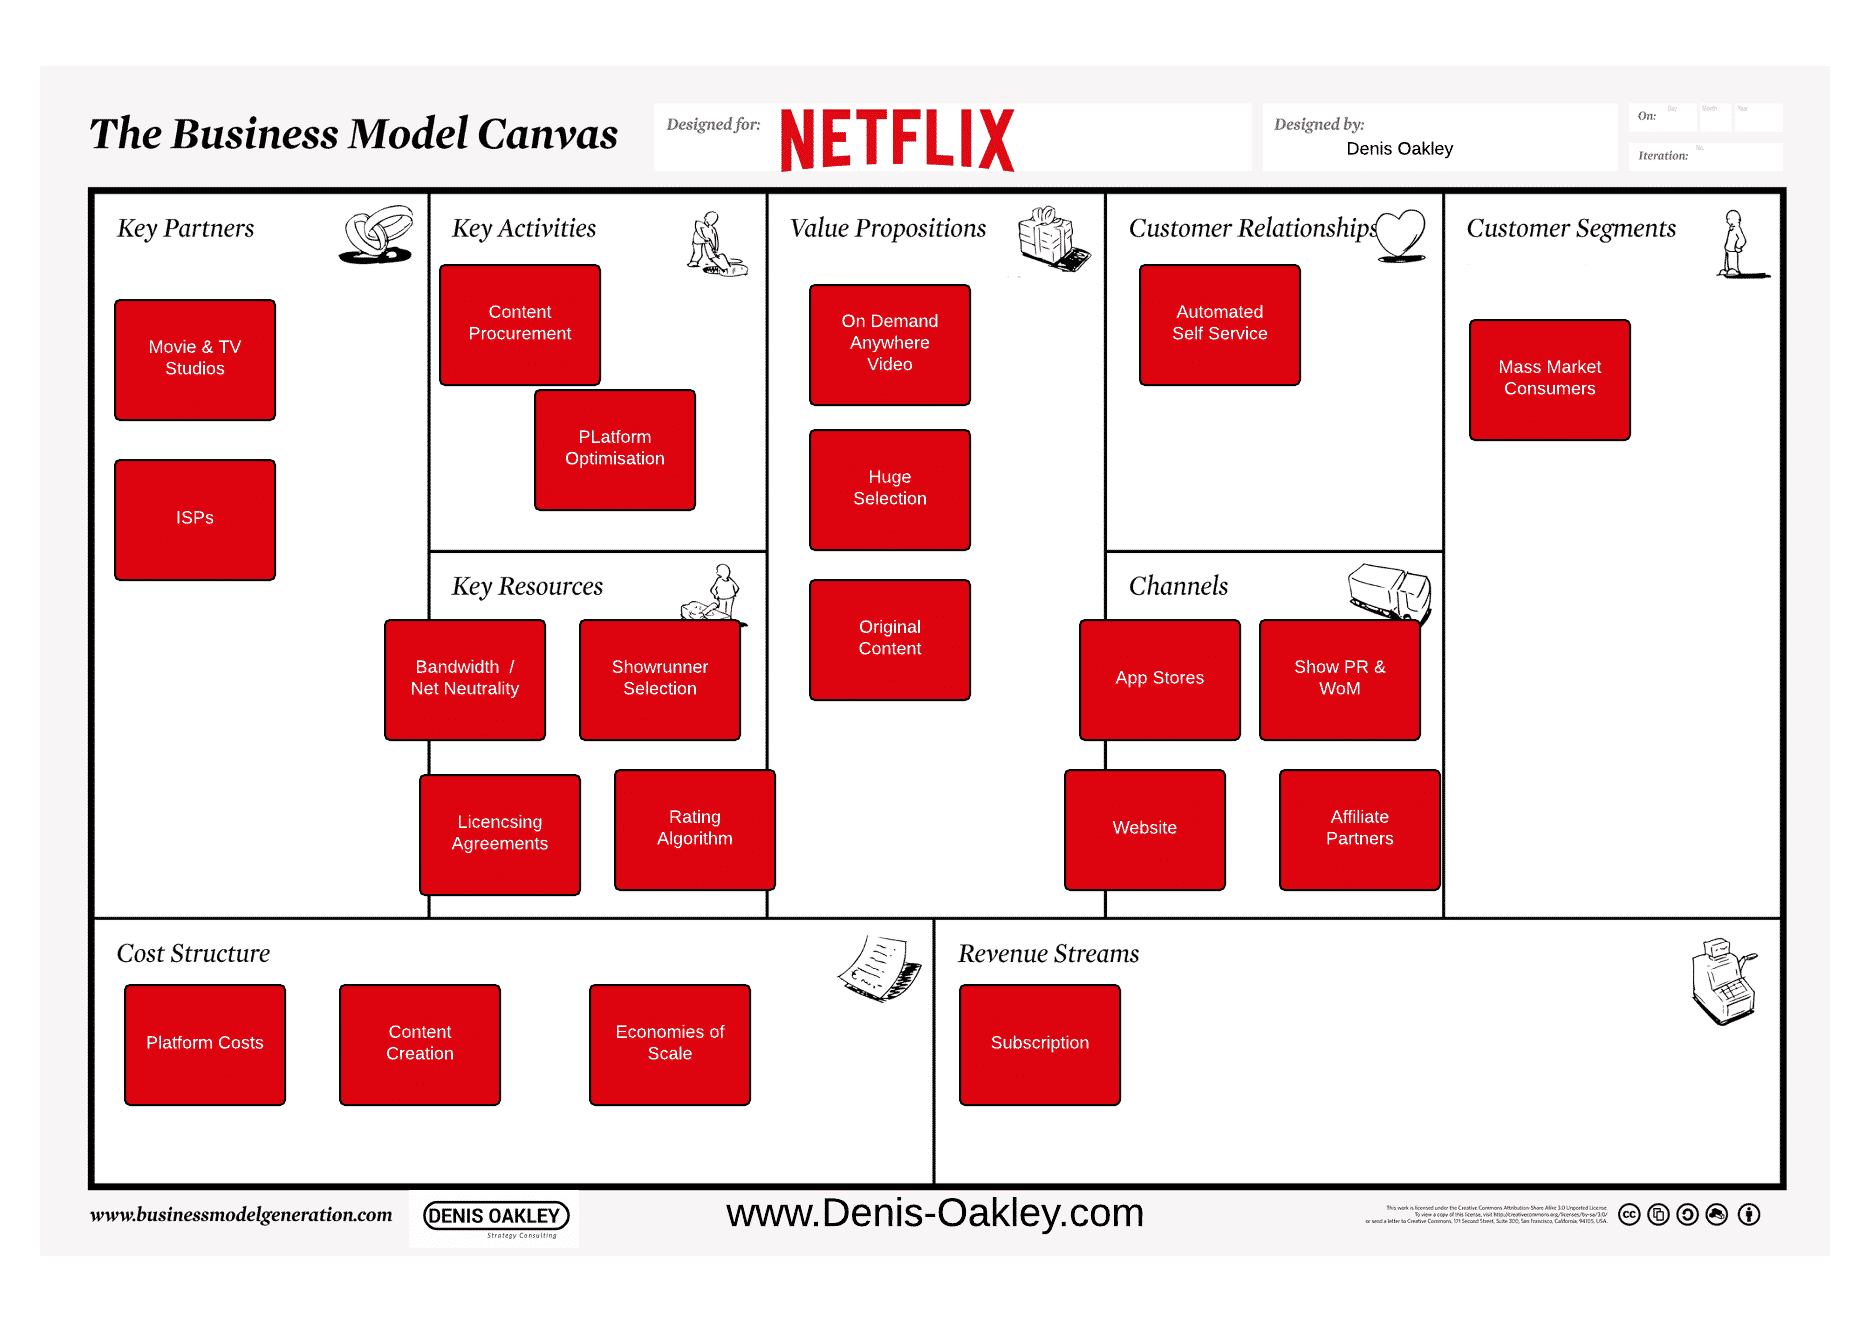 The Business Model Canvas
Designed for:
NETFLIX
Designed by:
Denis Oakley
On:
Day
Month
Year
Iteration:
No.
Key Partners
Movie & TV
Studios
ISPs
Key Activities
Content
Procurement
PLatform
Optimisation
Key Resources
Bandwidth /
Net Neutrality
Showrunner
Selection
Licencsing
Agreements
Rating
Algorithm
Value Propositions
On Demand
Anywhere
Video
Huge
Selection
Original
Content
Customer Relationships
Automated
Self Service
Channels
App Stores
Show PR &
WoM
Website
Affiliate
Partners
Customer Segments
Mass Market
Consumers
Cost Structure
Platform Costs
Content
Creation
Economies of
Scale
Revenue Streams
Subscription
www.businessmodelgeneration.com
DENIS OAKLEY
Strategy Consulting
www.Denis-Oakley.com
This work is licensed under the Creative Commons Attribution-Share Alike 3.0 Unported License.
To view a copy of this license, visit http://creativecommons.org/licenses/by-sa/3.0/
or send a letter to Creative Commons, 171 Second Street, Suite 300, San Francisco, California, 94105, USA.
cc